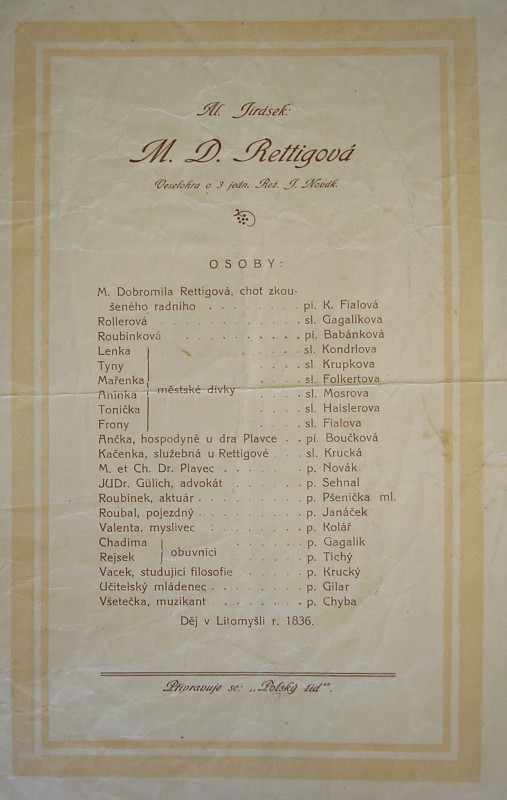 Al. Jirásek:
M. D. Rettigová
Veselohra o 3 jedn. Rež. J. Novák.
OSOBY:
M. Dobromila Rettigová, choť zkou-
šeného radního . . . . . . . pí. K. Fialová
Rollerová . . . . . . . . . . sl. Gagalíkova
Roubínková . . . . . . . . . . pí. Babánková
Lenka . . . . sl. Kondrlova
Tyny . . . . sl. Krupkova
Mařenka . . . . sl. Folkertova
Aninka městské dívky . . . . sl. Mosrova
Tonička . . . . sl. Haislerova
Frony . . . . sl. Fialova
Ančka, hospodyně u dra Plavce . . pí. Boučková
Kačenka, služebná u Rettigové . . . sl. Krucká
M. et Ch. Dr. Plavec . . . . . . p. Novák
JUDr. Gülich, advokát . . . . . . p. Sehnal
Roubínek, aktuár . . . . . . . . p. Pšenička ml.
Roubal, pojezdný . . . . . . . . p. Janáček
Valenta, myslivec . . . . . . . p. Kolář
Chadima . . . . p. Gagalík
Rejsek obuvníci . . . . p. Tichý
Vacek, studující filosofie . . . . . p. Krucký
Učitelský mládenec . . . . . . . p. Gilar
Všetečka, muzikant . . . . . . . p. Chyba
Děj v Litomyšli r. 1836.
Připravuje se: „Polský žid“.